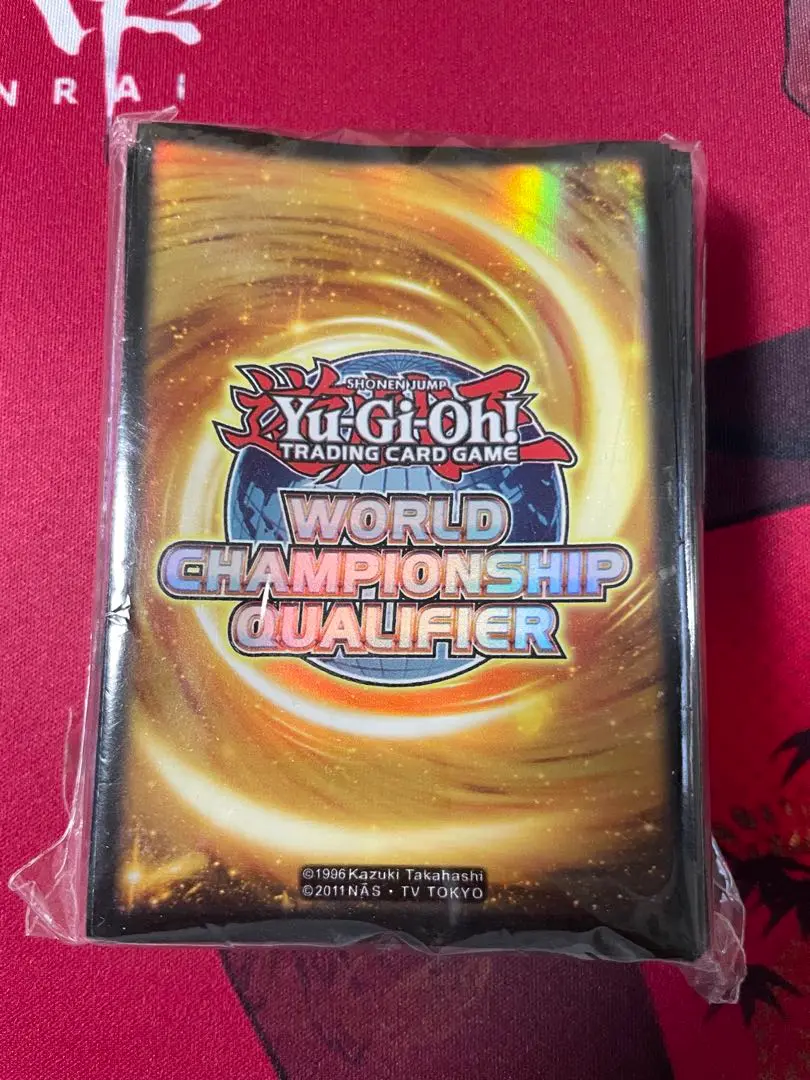 NRAI
SHONEN JUMP
Yu-Gi-Oh!
TRADING CARD GAME
WORLD
CHAMPIONSHIP
QUALIFIER
©1996 Kazuki Takahashi
©2011 NAS • TV TOKYO